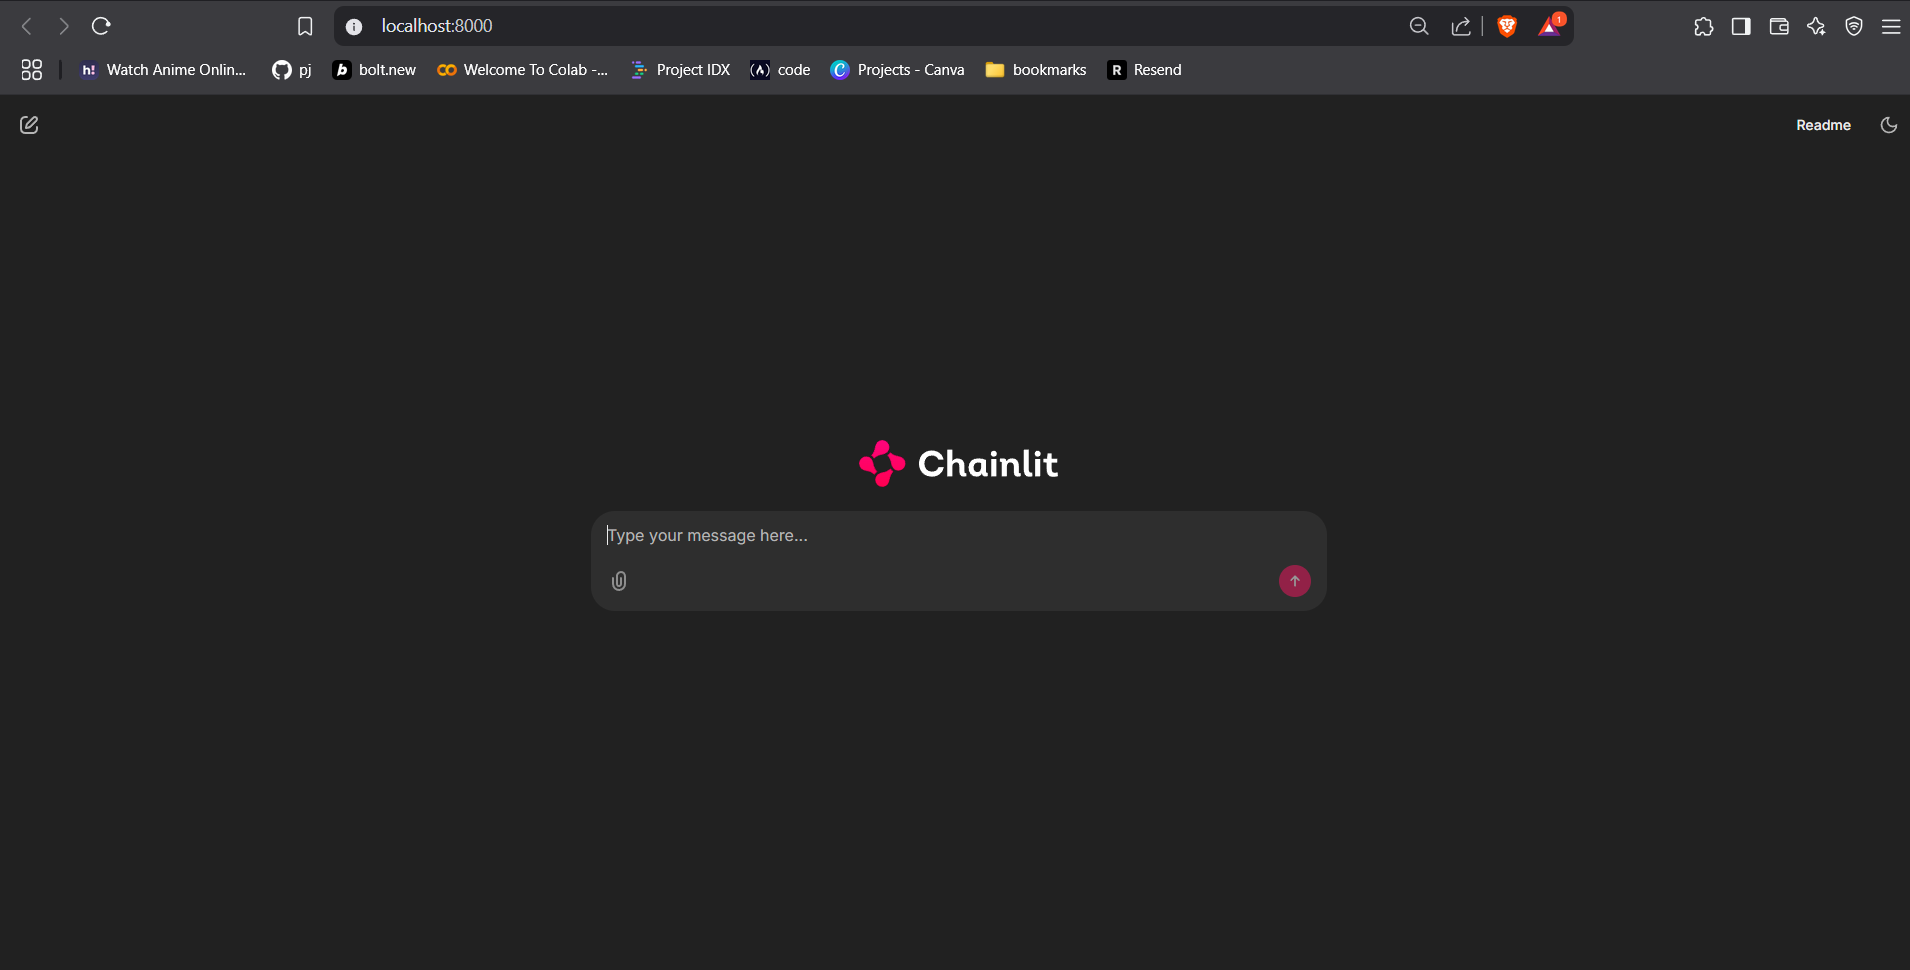 localhost:8000
1
h! Watch Anime Onlin... pj b bolt.new Welcome To Colab -... Project IDX (/\) code C Projects - Canva bookmarks R Resend
Readme
Chainlit
Type your message here...